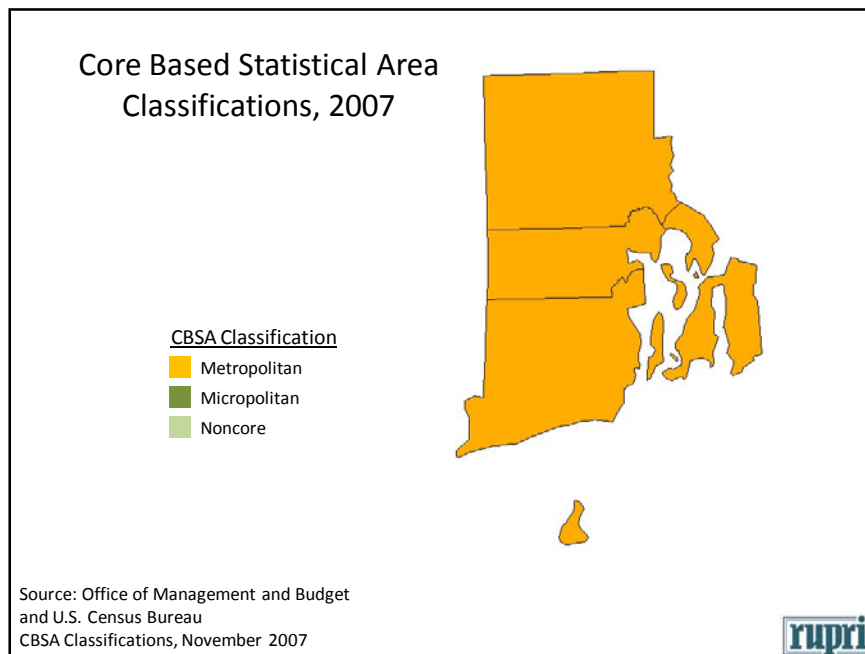 Core Based Statistical Area
Classifications, 2007
CBSA Classification
Metropolitan
Micropolitan
Noncore
Source: Office of Management and Budget
and U.S. Census Bureau
CBSA Classifications, November 2007
rupri